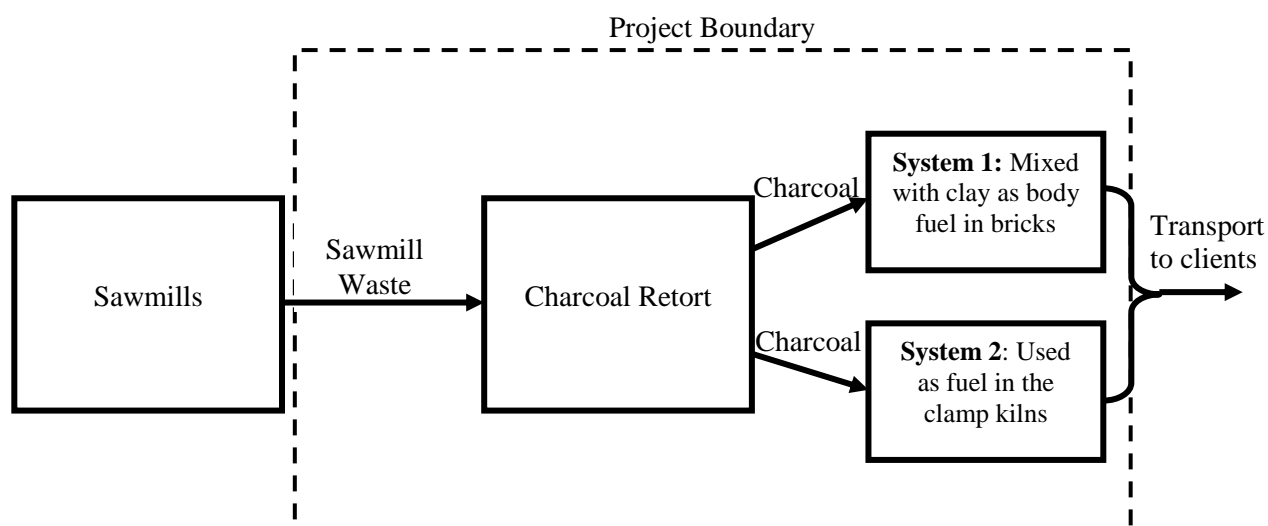 Project Boundary
Sawmills
Sawmill
Waste
Charcoal Retort
Charcoal
Charcoal
System 1: Mixed
with clay as body
fuel in bricks
System 2: Used
as fuel in the
clamp kilns
Transport
to clients